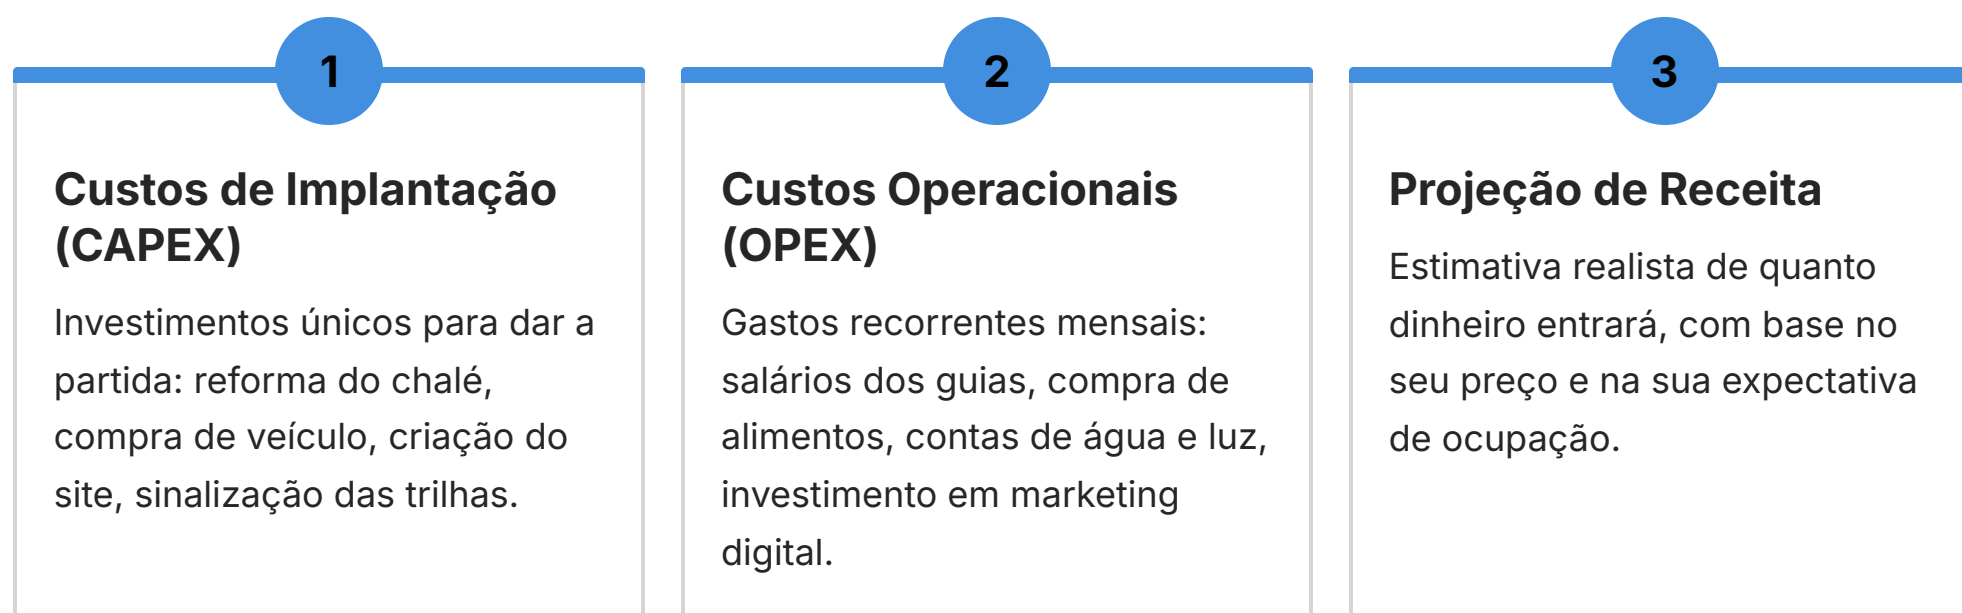 1
Custos de Implantação
(CAPEX)
Investimentos únicos para dar a
partida: reforma do chalé,
compra de veículo, criação do
site, sinalização das trilhas.
2
Custos Operacionais
(OPEX)
Gastos recorrentes mensais:
salários dos guias, compra de
alimentos, contas de água e luz,
investimento em marketing
digital.
3
Projeção de Receita
Estimativa realista de quanto
dinheiro entrará, com base no
seu preço e na sua expectativa
de ocupação.